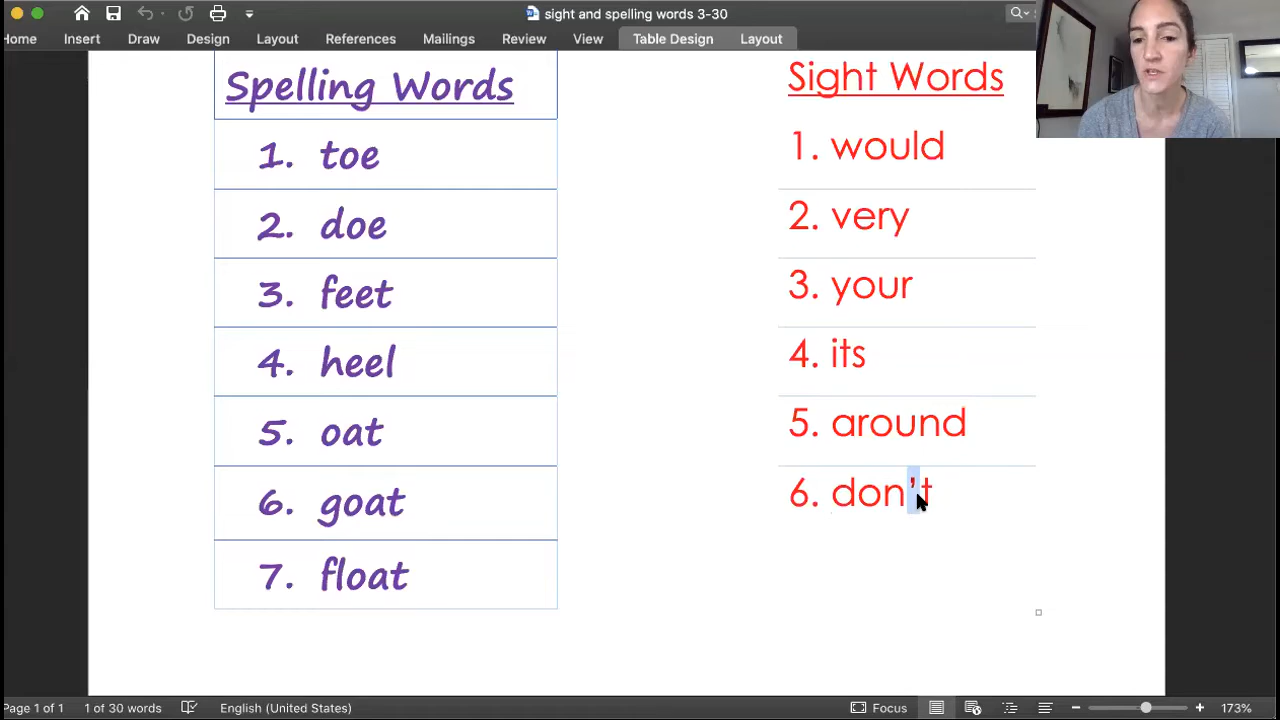 sight and spelling words 3-30
Home Insert Draw Design Layout References Mailings Review View Table Design Layout
Spelling Words
1. toe
2. doe
3. feet
4. heel
5. oat
6. goat
7. float
Sight Words
1. would
2. very
3. your
4. its
5. around
6. don’t
Page 1 of 1 1 of 30 words English (United States) Focus 173%